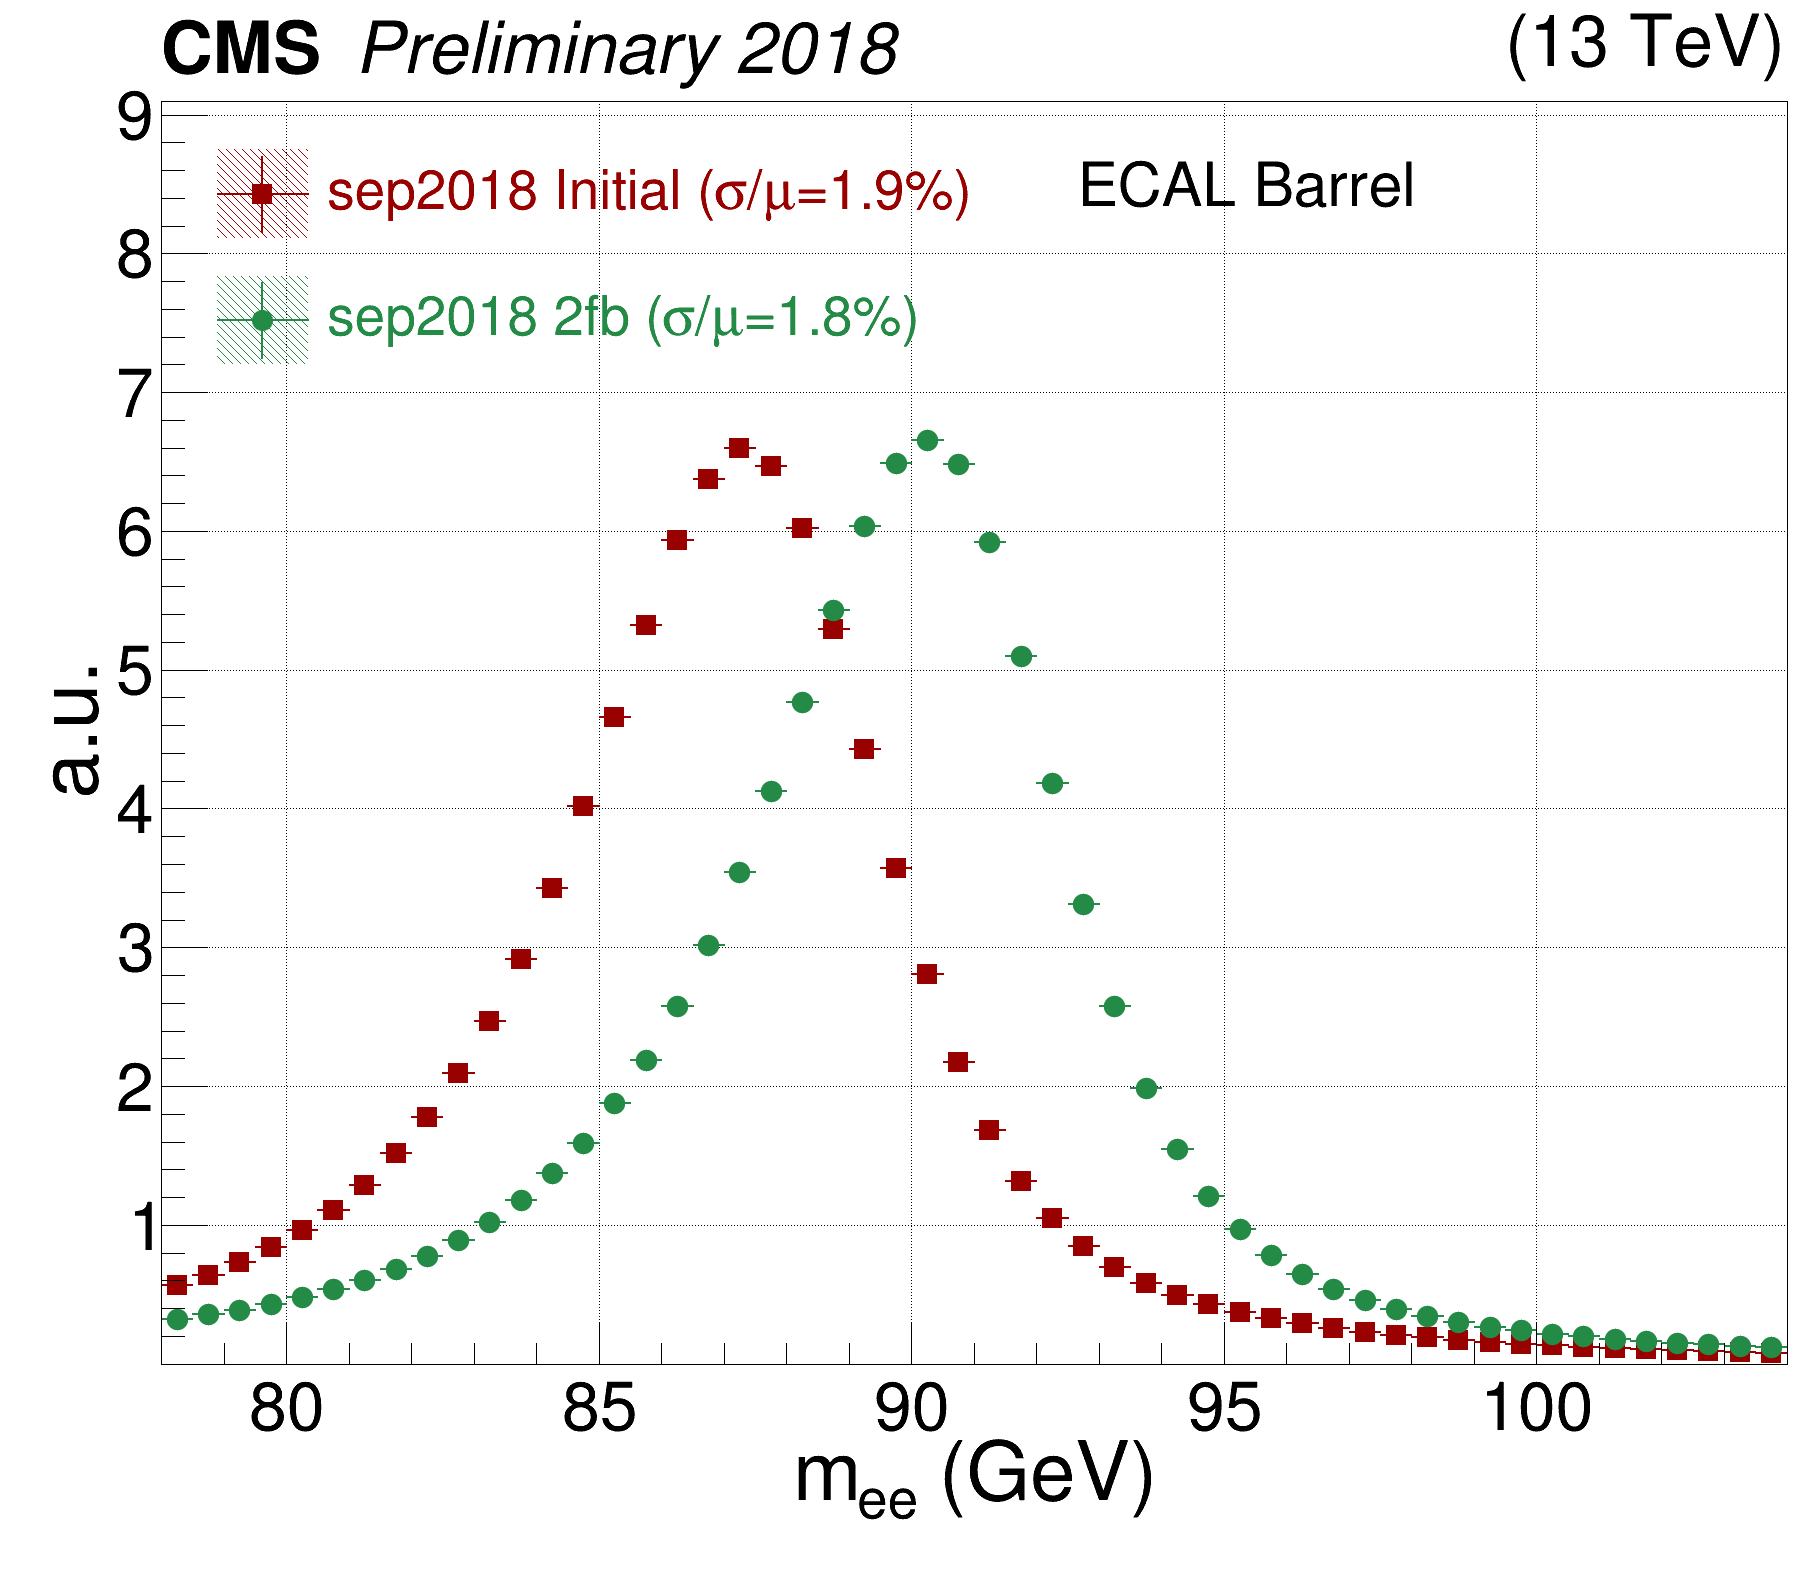 CMS Preliminary 2018 (13 TeV)
9
sep2018 Initial (σ/μ=1.9%) ECAL Barrel
8
sep2018 2fb (σ/μ=1.8%)
7
6
5
a.u.
4
3
2
1
80 85 90 95 100
mee (GeV)